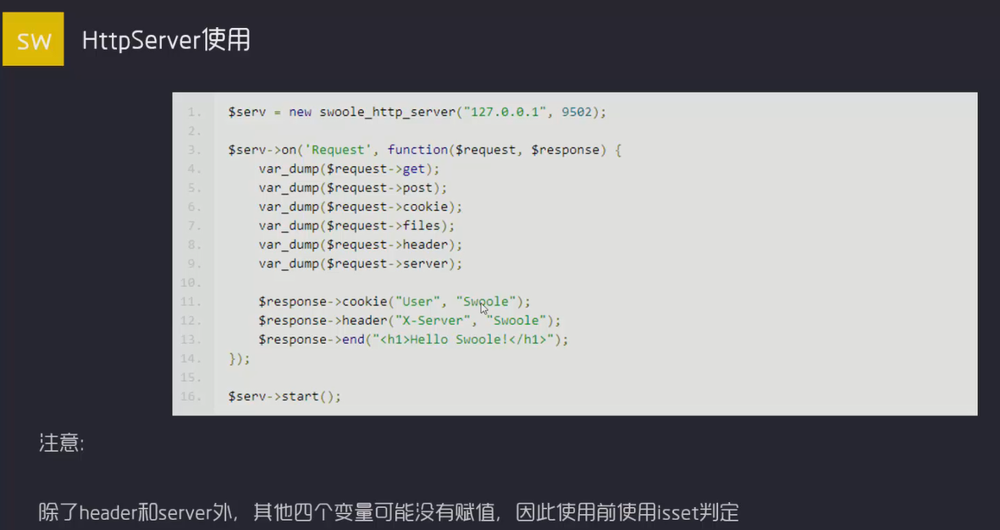 SW HttpServer使用
1. $serv = new swoole_http_server("127.0.0.1", 9502);
2.
3. $serv->on('Request', function($request, $response) {
4.     var_dump($request->get);
5.     var_dump($request->post);
6.     var_dump($request->cookie);
7.     var_dump($request->files);
8.     var_dump($request->header);
9.     var_dump($request->server);
10.
11.     $response->cookie("User", "Swoole");
12.     $response->header("X-Server", "Swoole");
13.     $response->end("<h1>Hello Swoole!</h1>");
14. });
15.
16. $serv->start();
注意:
除了header和server外，其他四个变量可能没有赋值，因此使用前使用isset判定